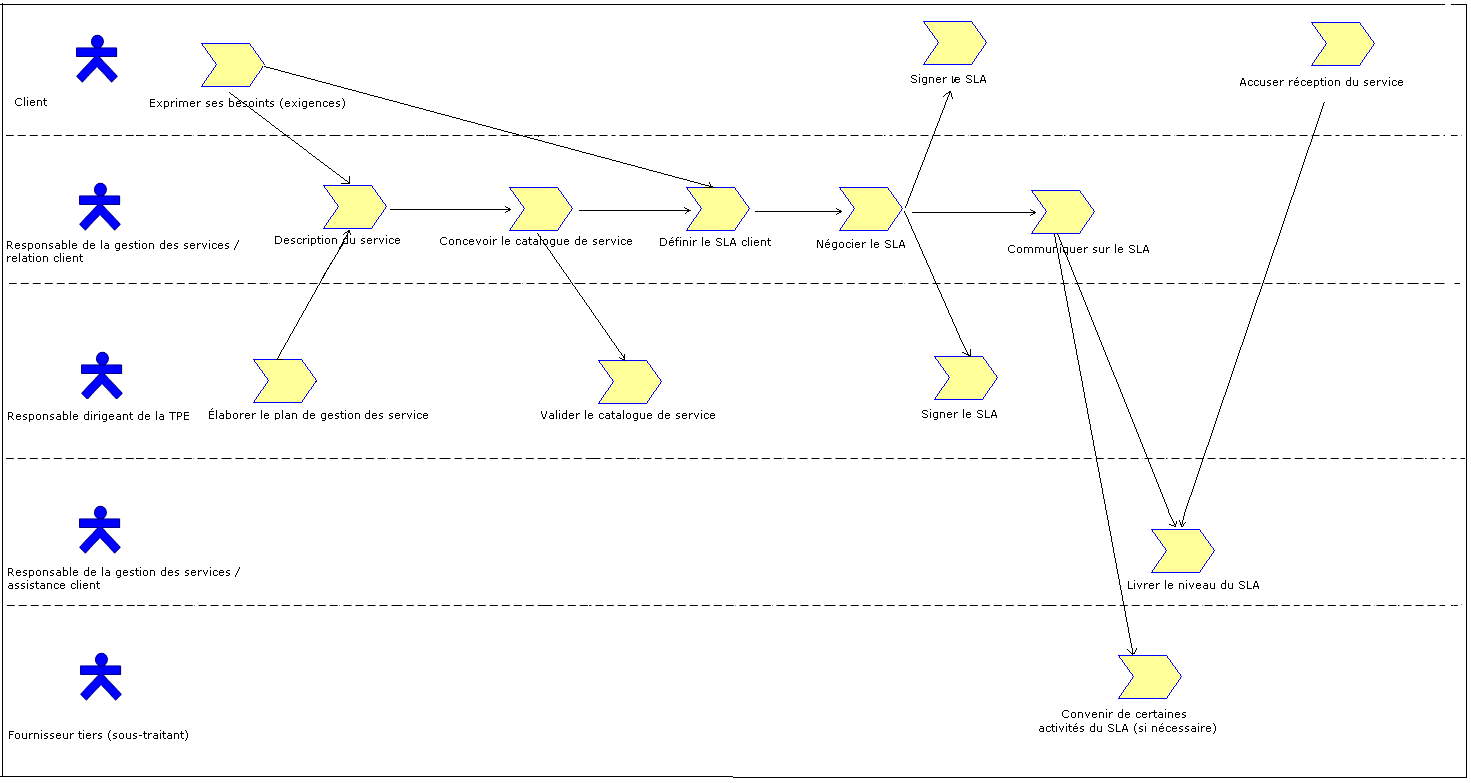 Client
Exprimer ses besoints (exigences)
Signer le SLA
Accuser réception du service
Responsable de la gestion des services /
relation client
Description du service
Concevoir le catalogue de service
Définir le SLA client
Négocier le SLA
Communiquer sur le SLA
Responsable dirigeant de la TPE
Élaborer le plan de gestion des service
Valider le catalogue de service
Signer le SLA
Responsable de la gestion des services /
assistance client
Livrer le niveau du SLA
Fournisseur tiers (sous-traitant)
Convenir de certaines
activités du SLA (si nécessaire)